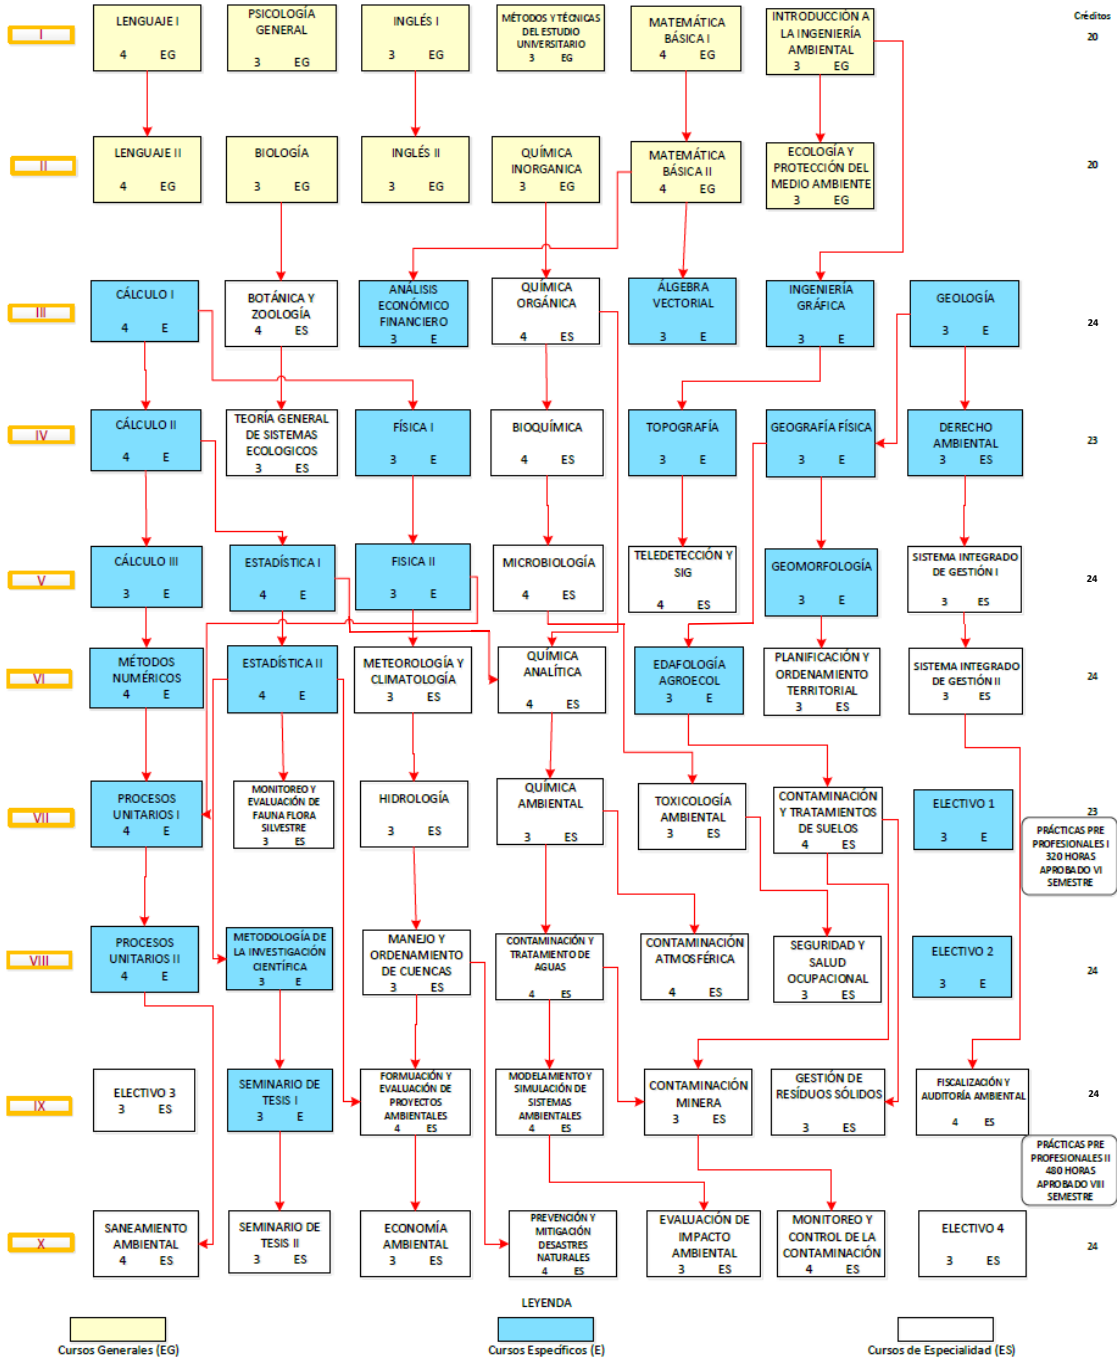 Créditos
I
LENGUAJE I
4 EG
PSICOLOGÍA
GENERAL
3 EG
INGLÉS I
3 EG
MÉTODOS Y TÉCNICAS
DEL ESTUDIO
UNIVERSITARIO
3 EG
MATEMÁTICA
BÁSICA I
4 EG
INTRODUCCIÓN A
LA INGENIERÍA
AMBIENTAL
3 EG
20
II
LENGUAJE II
4 EG
BIOLOGÍA
3 EG
INGLÉS II
3 EG
QUÍMICA
INORGANICA
3 EG
MATEMÁTICA
BÁSICA II
4 EG
ECOLOGÍA Y
PROTECCIÓN DEL
MEDIO AMBIENTE
3 EG
20
III
CÁLCULO I
4 E
BOTÁNICA Y
ZOOLOGÍA
4 ES
ANÁLISIS
ECONÓMICO
FINANCIERO
3 E
QUÍMICA
ORGÁNICA
4 ES
ÁLGEBRA
VECTORIAL
3 E
INGENIERÍA
GRÁFICA
3 E
GEOLOGÍA
3 E
24
IV
CÁLCULO II
4 E
TEORÍA GENERAL
DE SISTEMAS
ECOLOGICOS
3 ES
FÍSICA I
3 E
BIOQUÍMICA
4 ES
TOPOGRAFÍA
3 E
GEOGRAFÍA FÍSICA
3 E
DERECHO
AMBIENTAL
3 ES
23
V
CÁLCULO III
3 E
ESTADÍSTICA I
4 E
FISICA II
3 E
MICROBIOLOGÍA
4 ES
TELEDETECCIÓN Y
SIG
4 ES
GEOMORFOLOGÍA
3 E
SISTEMA INTEGRADO
DE GESTIÓN I
3 ES
24
VI
MÉTODOS
NUMÉRICOS
4 E
ESTADÍSTICA II
4 E
METEOROLOGÍA Y
CLIMATOLOGÍA
3 ES
QUÍMICA
ANALÍTICA
4 ES
EDAFOLOGÍA
AGROECOL
3 E
PLANIFICACIÓN Y
ORDENAMIENTO
TERRITORIAL
3 ES
SISTEMA INTEGRADO
DE GESTIÓN II
3 ES
24
VII
PROCESOS
UNITARIOS I
4 E
MONITOREO Y
EVALUACIÓN DE
FAUNA FLORA
SILVESTRE
3 ES
HIDROLOGÍA
3 ES
QUÍMICA
AMBIENTAL
3 ES
TOXICOLOGÍA
AMBIENTAL
3 ES
CONTAMINACIÓN
Y TRATAMIENTOS
DE SUELOS
4 ES
ELECTIVO 1
3 E
23
PRÁCTICAS PRE
PROFESIONALES I
320 HORAS
APROBADO VI
SEMESTRE
VIII
PROCESOS
UNITARIOS II
4 E
METODOLOGÍA DE
LA INVESTIGACIÓN
CIENTÍFICA
3 E
MANEJO Y
ORDENAMIENTO
DE CUENCAS
3 ES
CONTAMINACIÓN Y
TRATAMIENTO DE
AGUAS
4 ES
CONTAMINACIÓN
ATMOSFÉRICA
4 ES
SEGURIDAD Y
SALUD
OCUPACIONAL
3 ES
ELECTIVO 2
3 E
24
IX
ELECTIVO 3
3 ES
SEMINARIO DE
TESIS I
3 E
FORMUACIÓN Y
EVALUACIÓN DE
PROYECTOS
AMBIENTALES
4 ES
MODELAMIENTO Y
SIMULACIÓN DE
SISTEMAS
AMBIENTALES
4 ES
CONTAMINACIÓN
MINERA
3 ES
GESTIÓN DE
RESÍDUOS SÓLIDOS
3 ES
FISCALIZACIÓN Y
AUDITORÍA AMBIENTAL
4 ES
24
PRÁCTICAS PRE
PROFESIONALES II
480 HORAS
APROBADO VIII
SEMESTRE
X
SANEAMIENTO
AMBIENTAL
4 ES
SEMINARIO DE
TESIS II
3 ES
ECONOMÍA
AMBIENTAL
3 ES
PREVENCIÓN Y
MITIGACIÓN
DESASTRES
NATURALES
4 ES
EVALUACIÓN DE
IMPACTO
AMBIENTAL
3 ES
MONITOREO Y
CONTROL DE LA
CONTAMINACIÓN
4 ES
ELECTIVO 4
3 ES
24
LEYENDA
Cursos Generales (EG)
Cursos Específicos (E)
Cursos de Especialidad (ES)